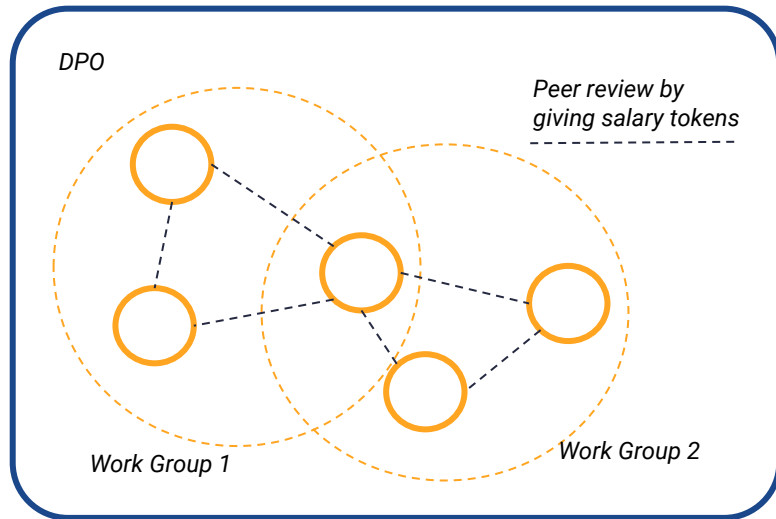 DPO
Peer review by
giving salary tokens
Work Group 1
Work Group 2